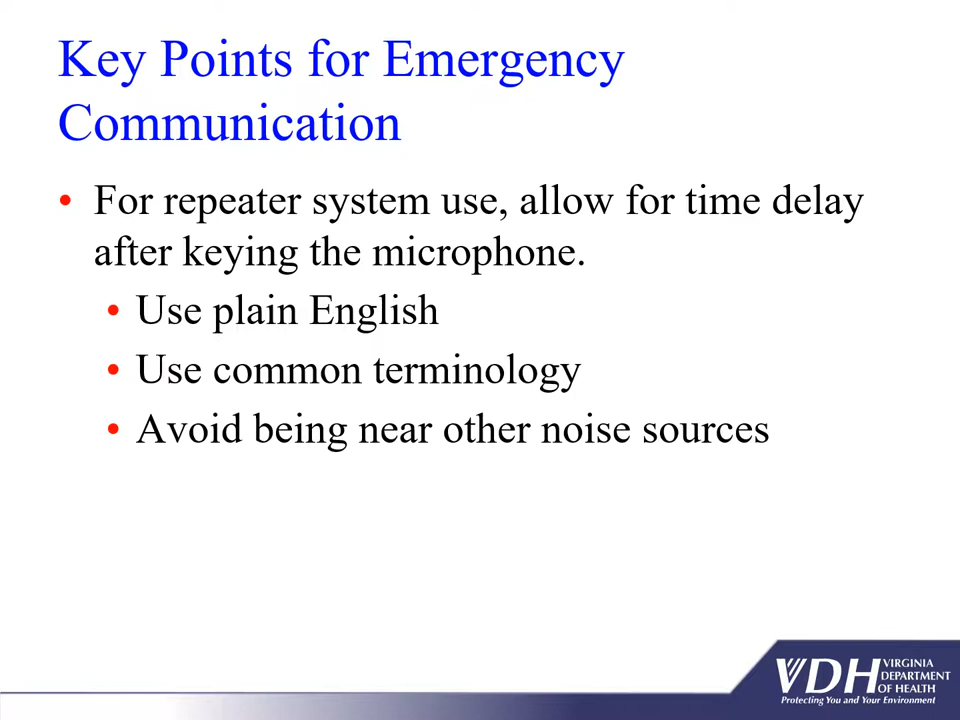 Key Points for Emergency
Communication
• For repeater system use, allow for time delay
after keying the microphone.
• Use plain English
• Use common terminology
• Avoid being near other noise sources
VDH VIRGINIA
DEPARTMENT
OF HEALTH
Protecting You and Your Environment